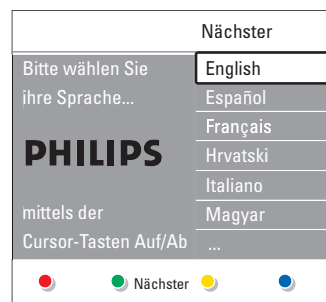 Nächster
Bitte wählen Sie
ihre Sprache...
PHILIPS
mittels der
Cursor-Tasten Auf/Ab
English
Español
Français
Hrvatski
Italiano
Magyar
...
Nächster